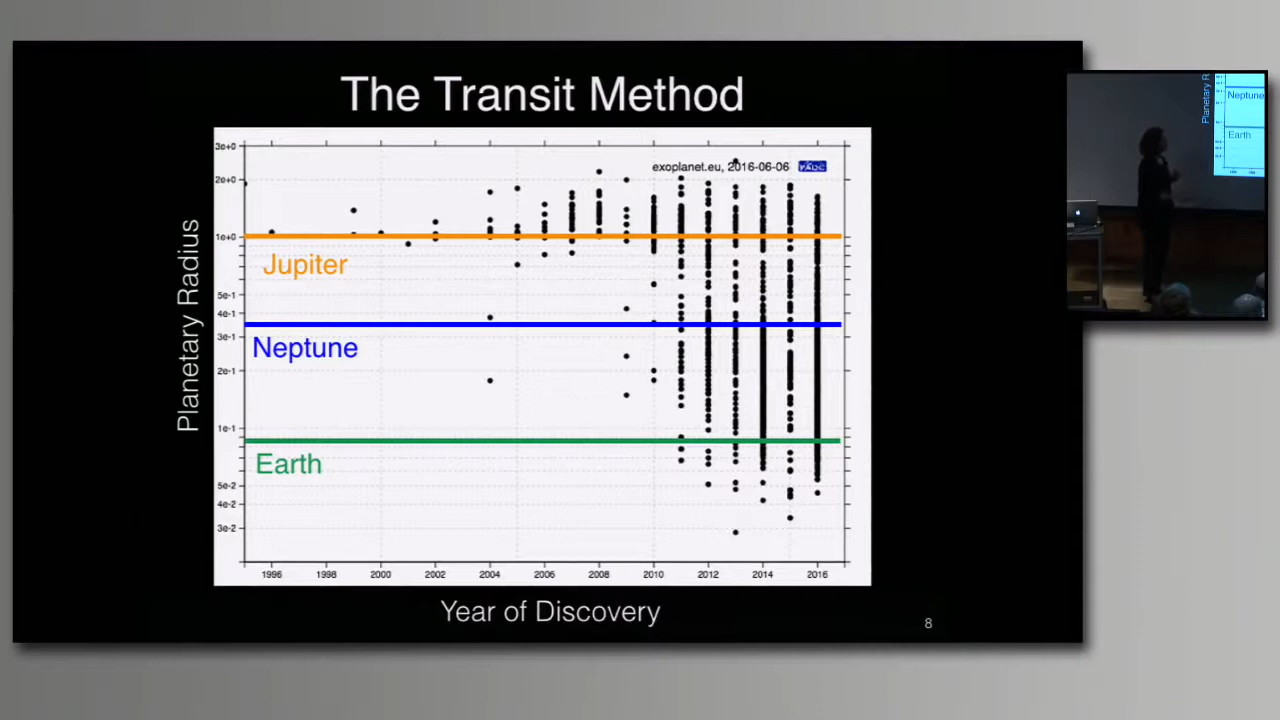 The Transit Method
exoplanet.eu, 2016-06-06
3e+0
2e+0
1e+0
5e-1
4e-1
3e-1
2e-1
1e-1
5e-2
4e-2
3e-2
Jupiter
Neptune
Earth
Planetary Radius
1996 1998 2000 2002 2004 2006 2008 2010 2012 2014 2016
Year of Discovery
8
Planetary R
Neptune
Earth